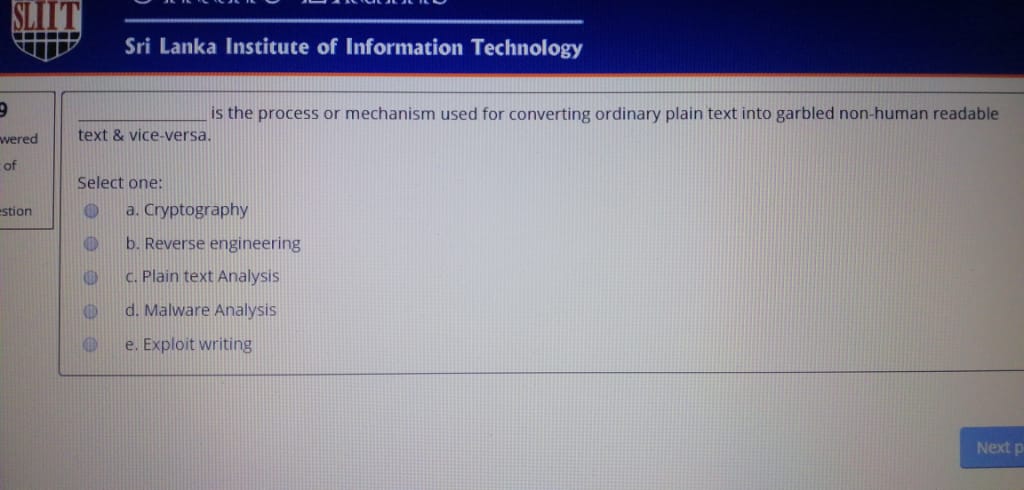 SLIIT
Sri Lanka Institute of Information Technology
9
wered
of
estion
____________ is the process or mechanism used for converting ordinary plain text into garbled non-human readable
text & vice-versa.
Select one:
a. Cryptography
b. Reverse engineering
c. Plain text Analysis
d. Malware Analysis
e. Exploit writing
Next p